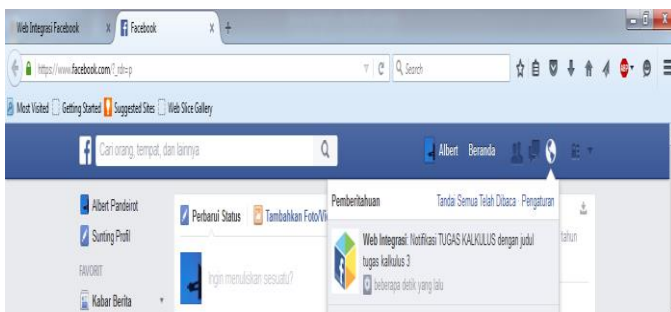 Web Integrasi Facebook
Facebook
https://www.facebook.com/?_rdr=p
Search
Most Visited Getting Started Suggested Sites Web Slice Gallery
Cari orang, tempat, dan lainnya
Albert Beranda
Albert Pandeirot
Sunting Profil
FAVORIT
Kabar Berita
Perbarui Status Tambahkan Foto/Vi
Ingin menuliskan sesuatu?
Pemberitahuan Tandai Semua Telah Dibaca · Pengaturan
Web Integrasi: Notifikasi TUGAS KALKULUS dengan judul
tugas kalkulus 3
beberapa detik yang lalu
tahun